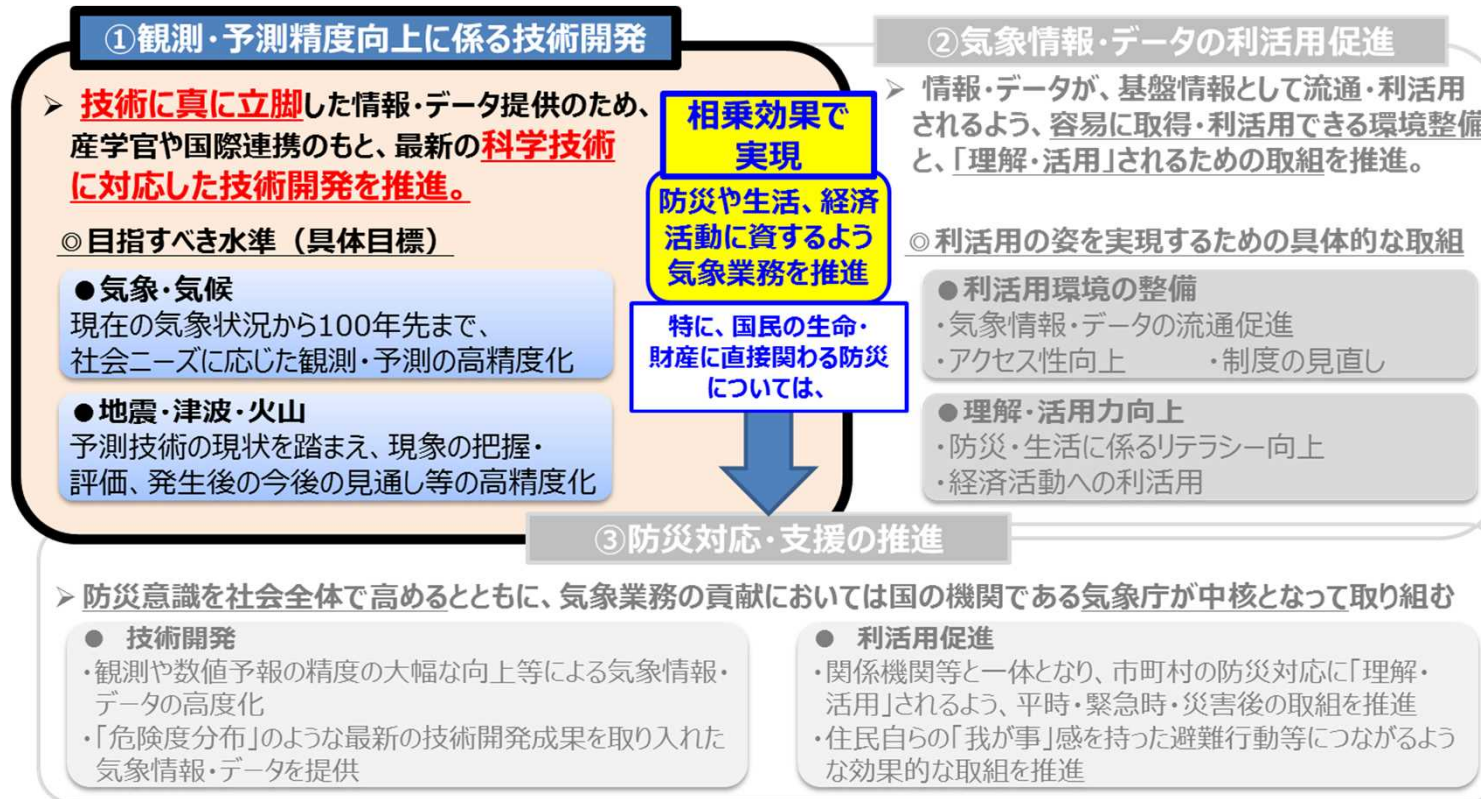 ①観測・予測精度向上に係る技術開発
➢ 技術に真に立脚した情報・データ提供のため、
産学官や国際連携のもと、最新の科学技術
に対応した技術開発を推進。
◎目指すべき水準（具体目標）
●気象・気候
現在の気象状況から100年先まで、
社会ニーズに応じた観測・予測の高精度化
●地震・津波・火山
予測技術の現状を踏まえ、現象の把握・
評価、発生後の今後の見通し等の高精度化
相乗効果で
実現
防災や生活、経済
活動に資するよう
気象業務を推進
特に、国民の生命・
財産に直接関わる防災
については、
②気象情報・データの利活用促進
➢ 情報・データが、基盤情報として流通・利活用
されるよう、容易に取得・利活用できる環境整備
と、「理解・活用」されるための取組を推進。
◎利活用の姿を実現するための具体的な取組
●利活用環境の整備
・気象情報・データの流通促進
・アクセス性向上 ・制度の見直し
●理解・活用力向上
・防災・生活に係るリテラシー向上
・経済活動への利活用
③防災対応・支援の推進
➢ 防災意識を社会全体で高めるとともに、気象業務の貢献においては国の機関である気象庁が中核となって取り組む
● 技術開発
・観測や数値予報の精度の大幅な向上等による気象情報・
データの高度化
・「危険度分布」のような最新の技術開発成果を取り入れた
気象情報・データを提供
● 利活用促進
・関係機関等と一体となり、市町村の防災対応に「理解・
活用」されるよう、平時・緊急時・災害後の取組を推進
・住民自らの「我が事」感を持った避難行動等につながるよう
な効果的な取組を推進